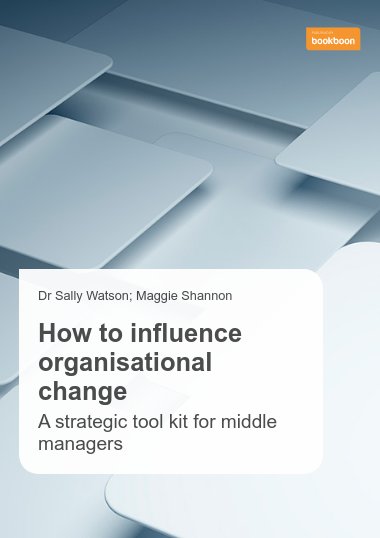 bookboon
Dr Sally Watson; Maggie Shannon
How to influence
organisational
change
A strategic tool kit for middle
managers